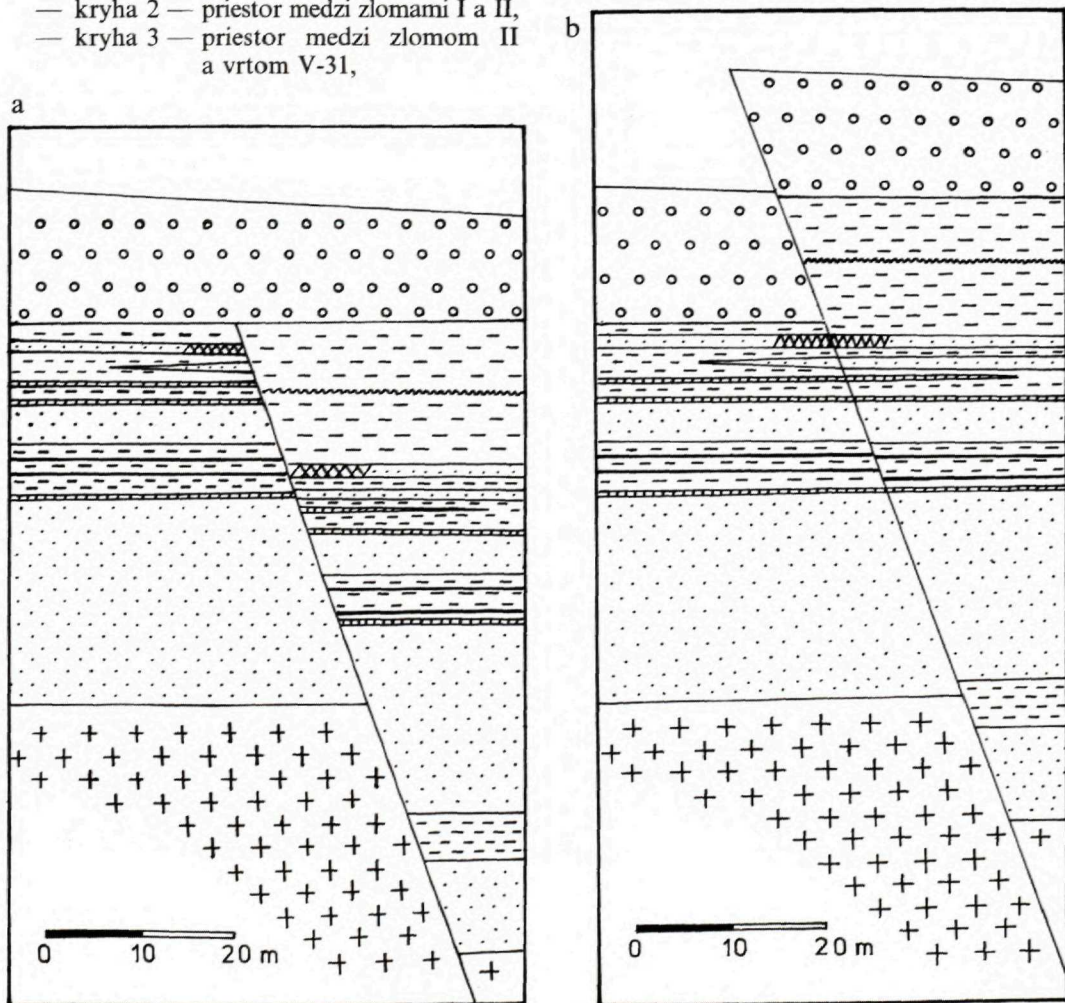 — kryha 2 — priestor medzi zlomami I a II,
— kryha 3 — priestor medzi zlomom II
a vrtom V-31,
a
b
0 10 20 m
0 10 20 m